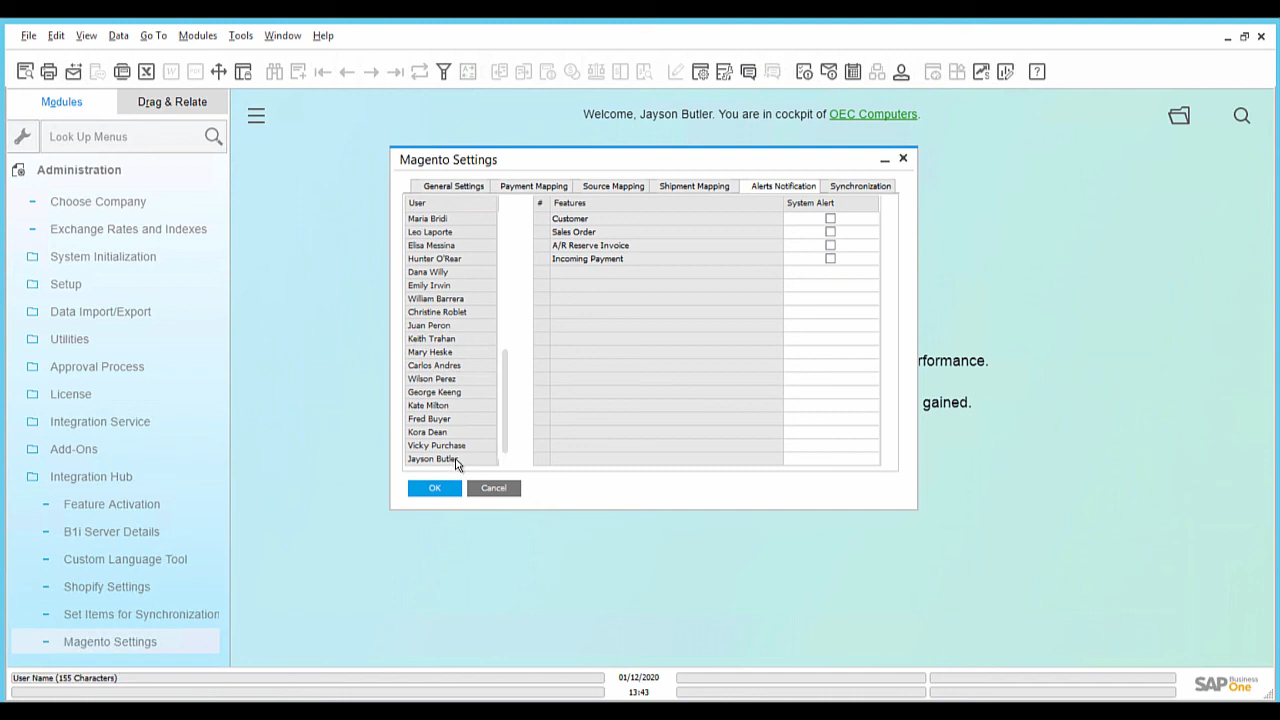 File Edit View Data Go To Modules Tools Window Help
Modules Drag & Relate
Look Up Menus
Administration
Choose Company
Exchange Rates and Indexes
System Initialization
Setup
Data Import/Export
Utilities
Approval Process
License
Integration Service
Add-Ons
Integration Hub
Feature Activation
B1i Server Details
Custom Language Tool
Shopify Settings
Set Items for Synchronization
Magento Settings
Welcome, Jayson Butler. You are in cockpit of OEC Computers.
rformance.
gained.
Magento Settings
General Settings Payment Mapping Source Mapping Shipment Mapping Alerts Notification Synchronization
User # Features System Alert
Maria Bridi Customer
Leo Laporte Sales Order
Elisa Messina A/R Reserve Invoice
Hunter O'Rear Incoming Payment
Dana Willy
Emily Irwin
William Barrera
Christine Roblet
Juan Peron
Keith Trahan
Mary Heske
Carlos Andres
Wilson Perez
George Keeng
Kate Milton
Fred Buyer
Kora Dean
Vicky Purchase
Jayson Butler
OK Cancel
User Name (155 Characters)
01/12/2020
13:43
SAP Business One